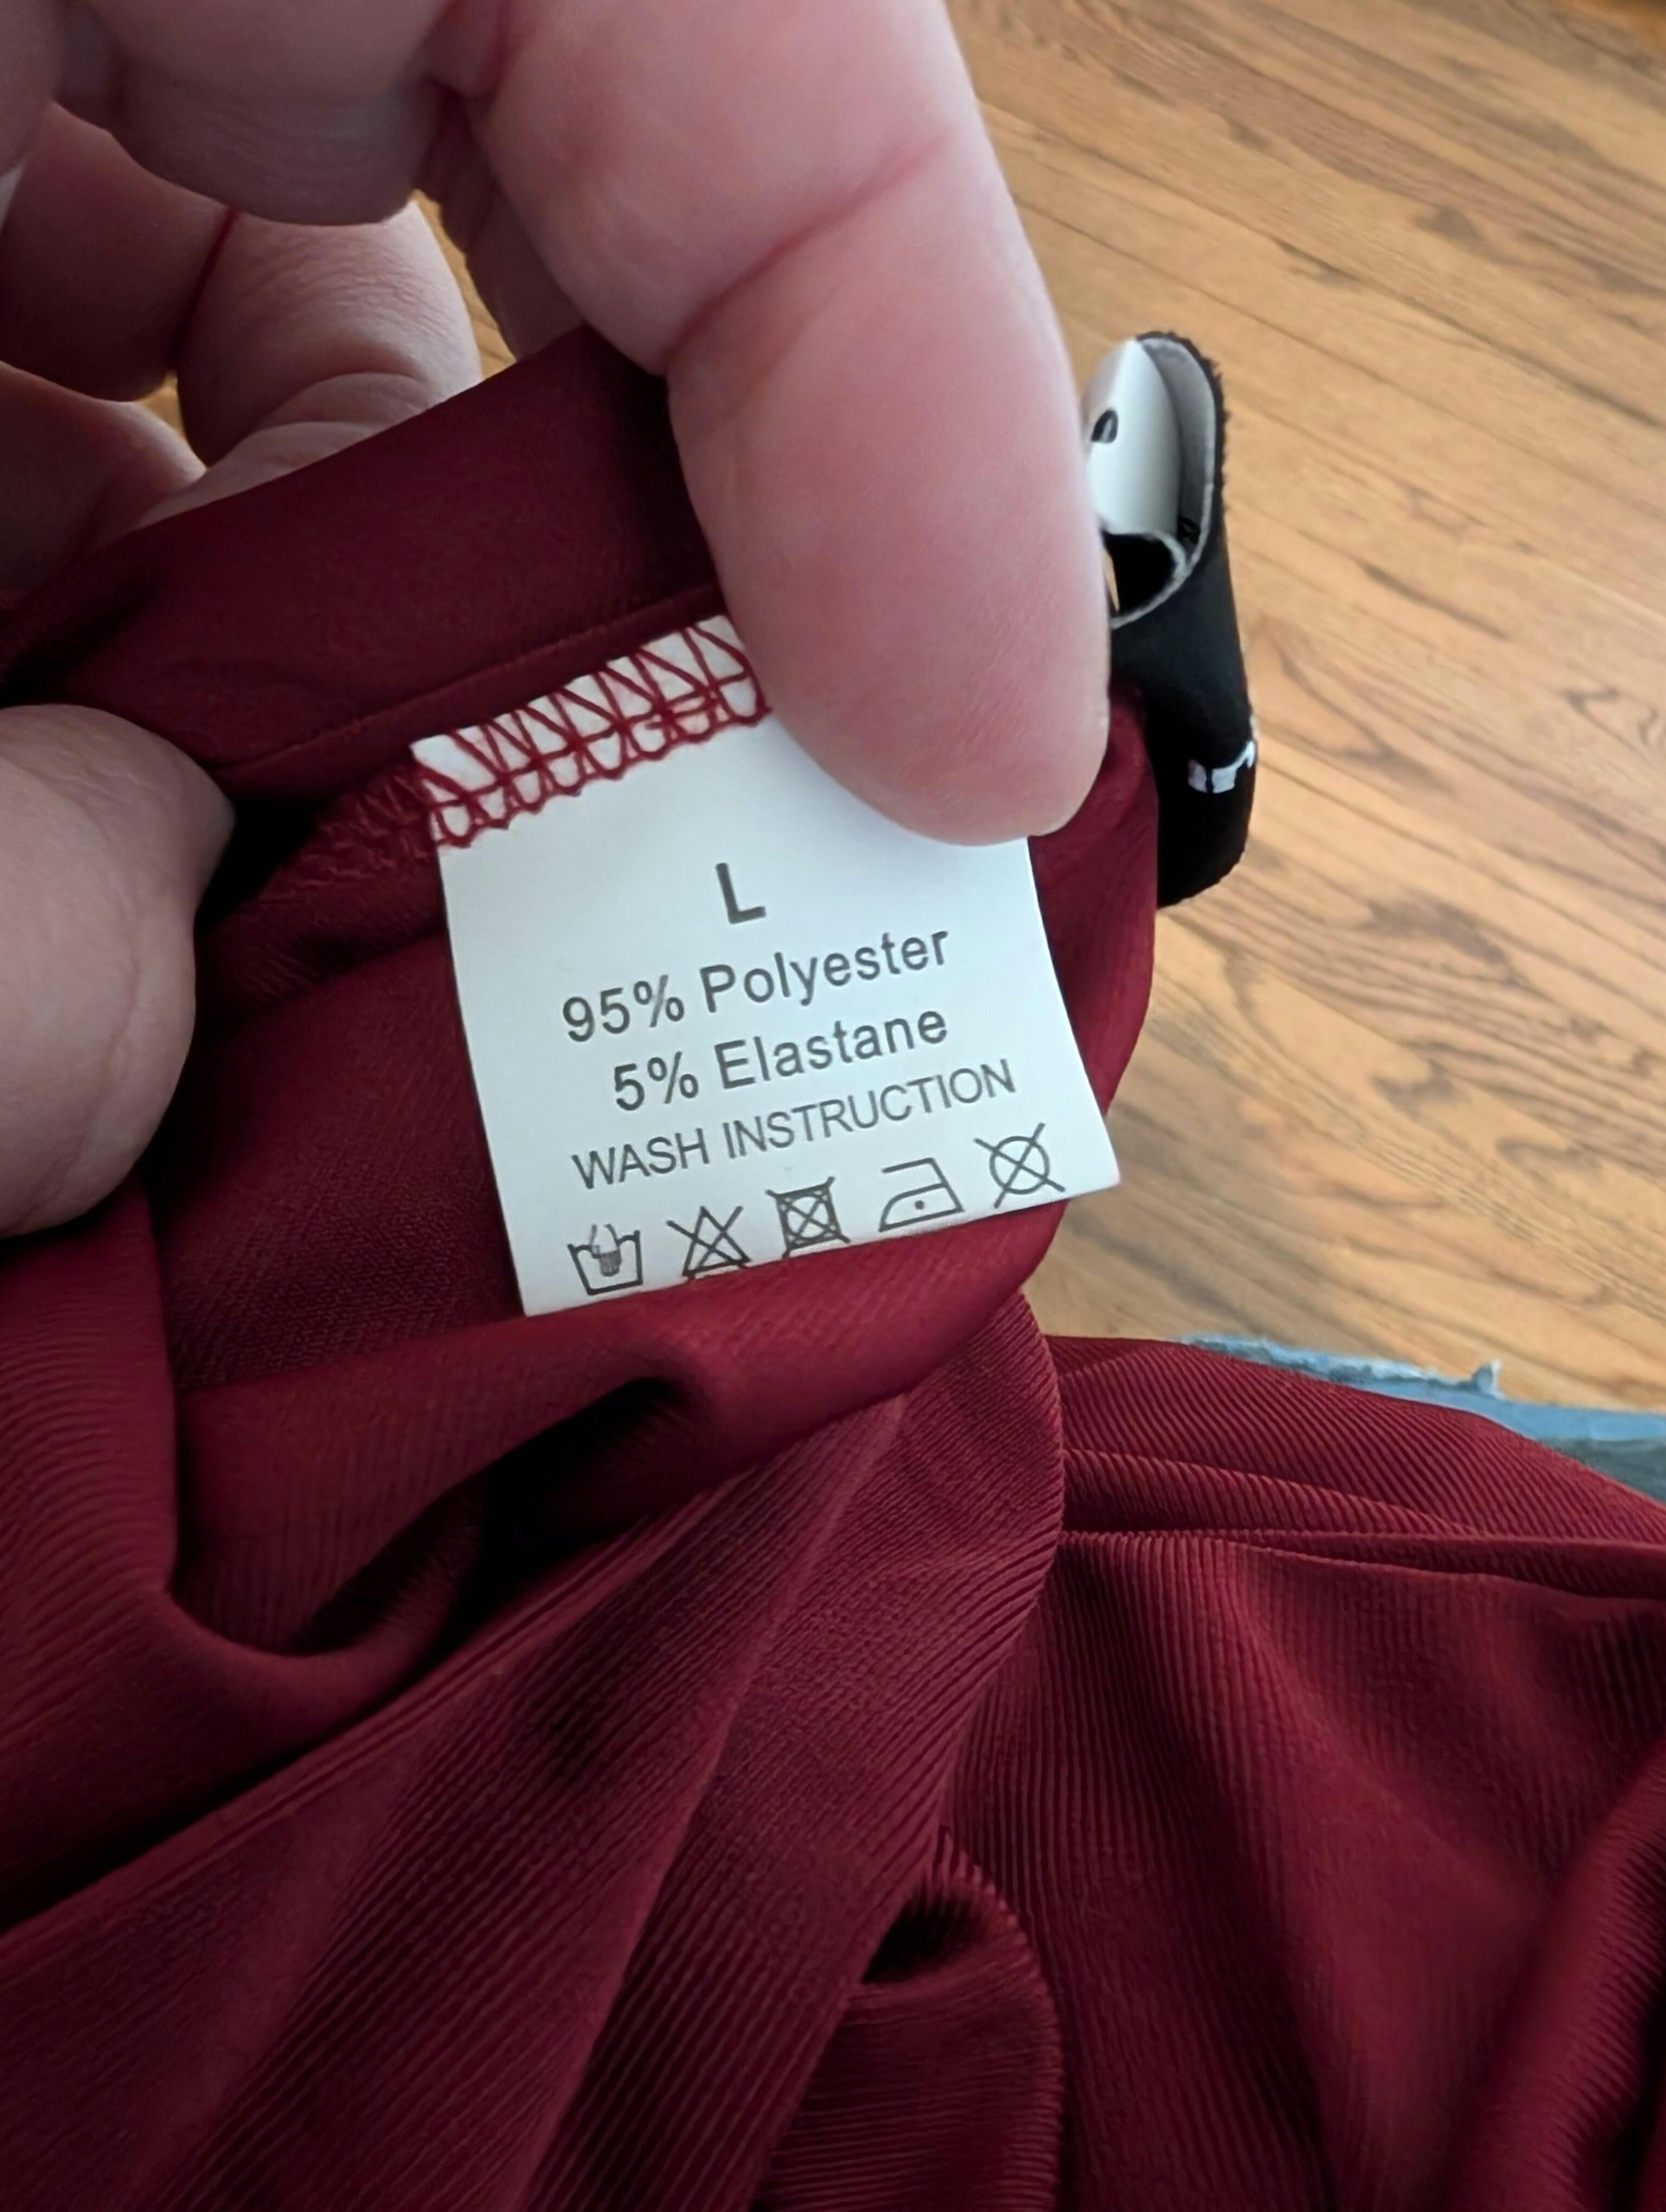 L
95% Polyester
5% Elastane
WASH INSTRUCTION